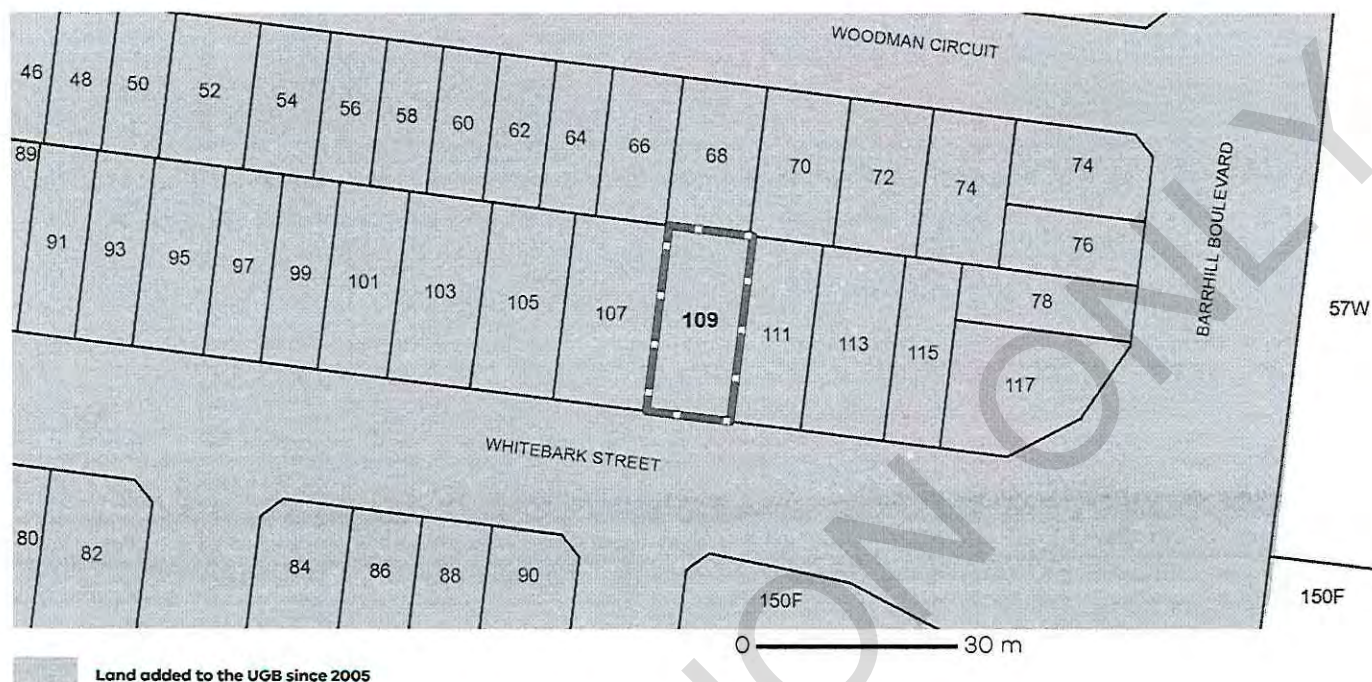 WOODMAN CIRCUIT
46 48 50 52 54 56 58 60 62 64 66 68 70 72 74 74
76
BARRHILL BOULEVARD
89 91 93 95 97 99 101 103 105 107 109 111 113 115 78
117
57W
WHITEBARK STREET
80 82 84 86 88 90 150F 150F
0 30 m
Land added to the UGB since 2005
ON ONLY